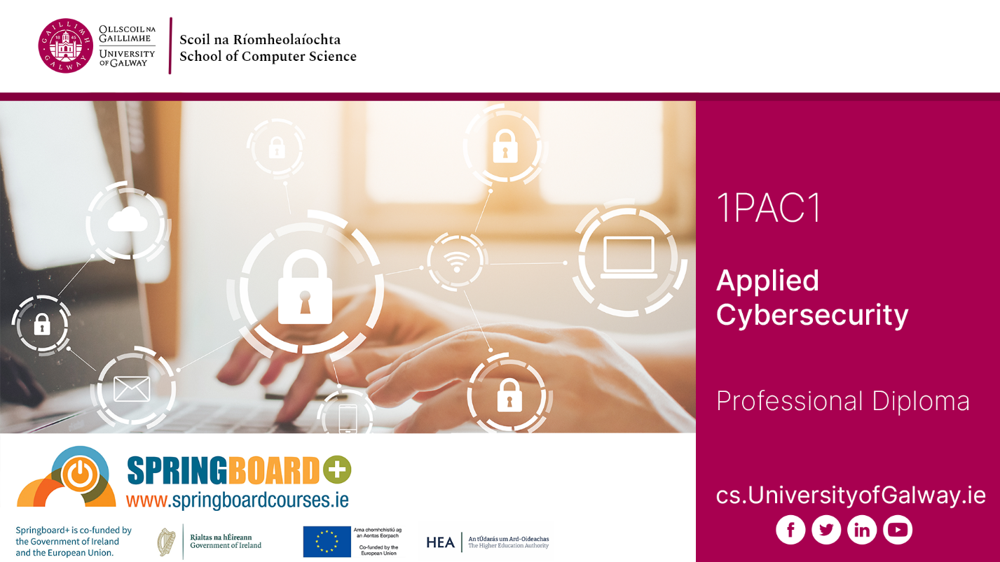 GAILLIMH
1845
GALWAY
OLLSCOIL NA
GAILLIMHE
UNIVERSITY
OF GALWAY
Scoil na Ríomheolaíochta
School of Computer Science
1PAC1
Applied
Cybersecurity
Professional Diploma
cs.UniversityofGalway.ie
SPRINGBOARD+
www.springboardcourses.ie
Springboard+ is co-funded by
the Government of Ireland
and the European Union.
Rialtas na hÉireann
Government of Ireland
Arna chomhchistiú ag
an Aontas Eorpach
Co-funded by the
European Union
HEA
An tÚdarás um Ard-Oideachas
The Higher Education Authority